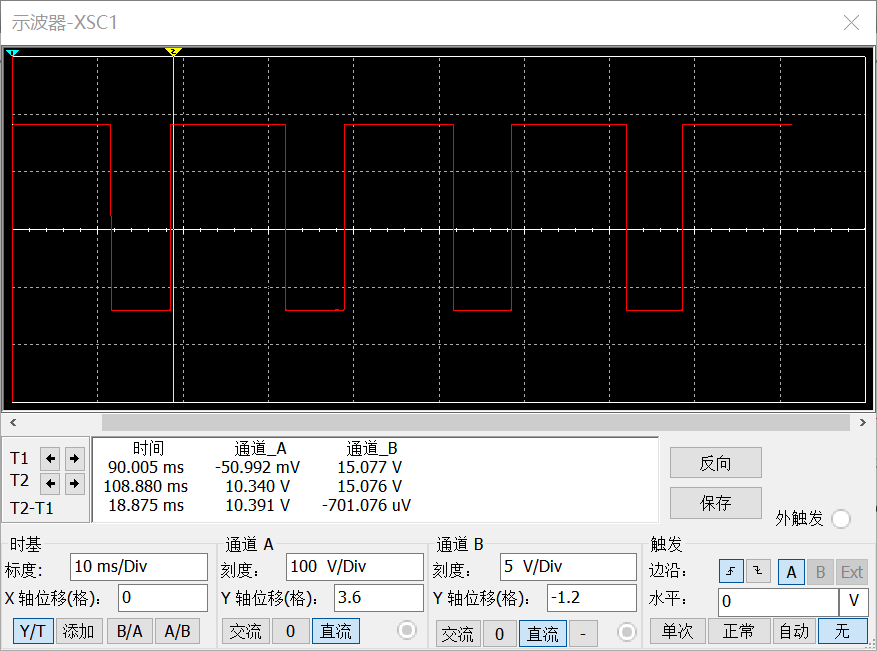 示波器-XSC1
1
2
时间 通道_A 通道_B
T1 90.005 ms -50.992 mV 15.077 V
T2 108.880 ms 10.340 V 15.076 V
T2-T1 18.875 ms 10.391 V -701.076 uV
反向
保存
外触发
时基 通道 A 通道 B 触发
标度: 10 ms/Div 刻度: 100 V/Div 刻度: 5 V/Div 边沿: A B Ext
X 轴位移(格): 0 Y 轴位移(格): 3.6 Y 轴位移(格): -1.2 水平: 0 V
Y/T 添加 B/A A/B 交流 0 直流 交流 0 直流 - 单次 正常 自动 无